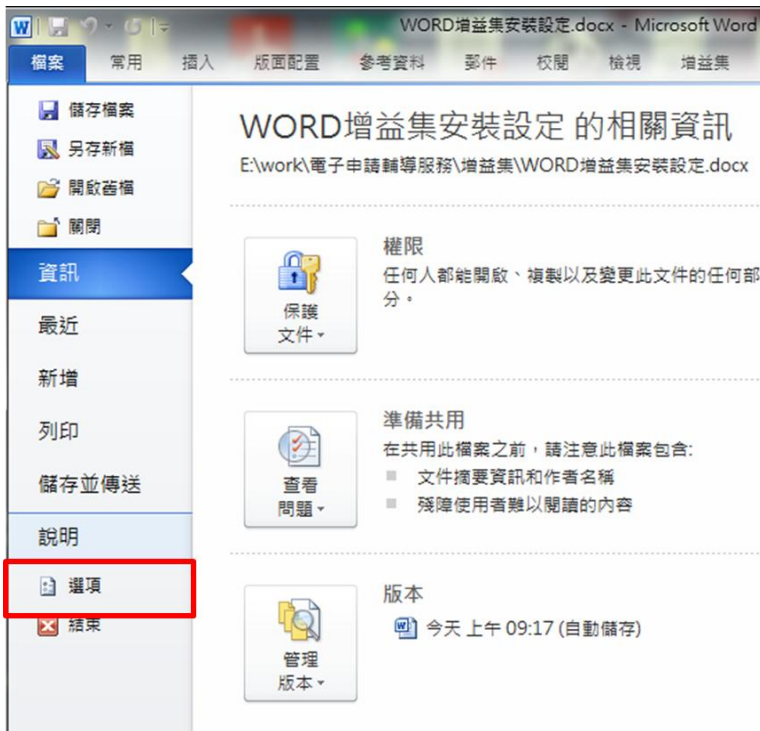 WORD增益集安裝設定.docx - Microsoft Word
檔案 常用 插入 版面配置 參考資料 郵件 校閱 檢視 增益集
儲存檔案
另存新檔
開啟舊檔
關閉
資訊
最近
新增
列印
儲存並傳送
說明
選項
結束
WORD增益集安裝設定 的相關資訊
E:\work\電子申請輔導服務\增益集\WORD增益集安裝設定.docx
保護
文件
權限
任何人都能開啟、複製以及變更此文件的任何部
分。
查看
問題
準備共用
在共用此檔案之前，請注意此檔案包含:
文件摘要資訊和作者名稱
殘障使用者難以閱讀的內容
管理
版本
版本
今天 上午 09:17 (自動儲存)